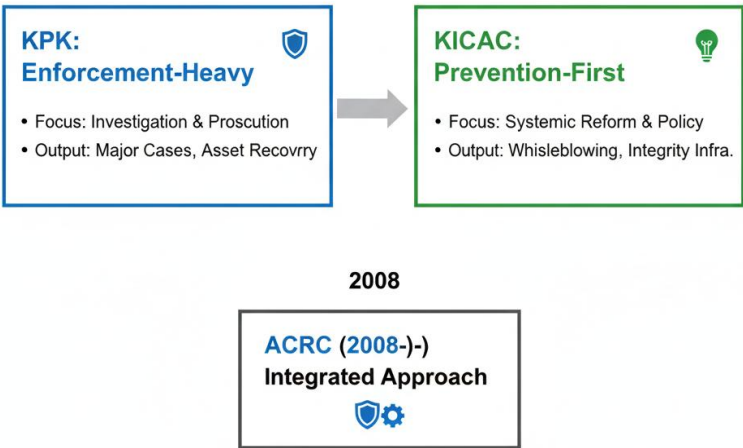 KPK:
Enforcement-Heavy
• Focus: Investigation & Proscution
• Output: Major Cases, Asset Recovrry
KICAC:
Prevention-First
• Focus: Systemic Reform & Policy
• Output: Whisleblowing, Integrity Infra.
2008
ACRC (2008-)-)
Integrated Approach